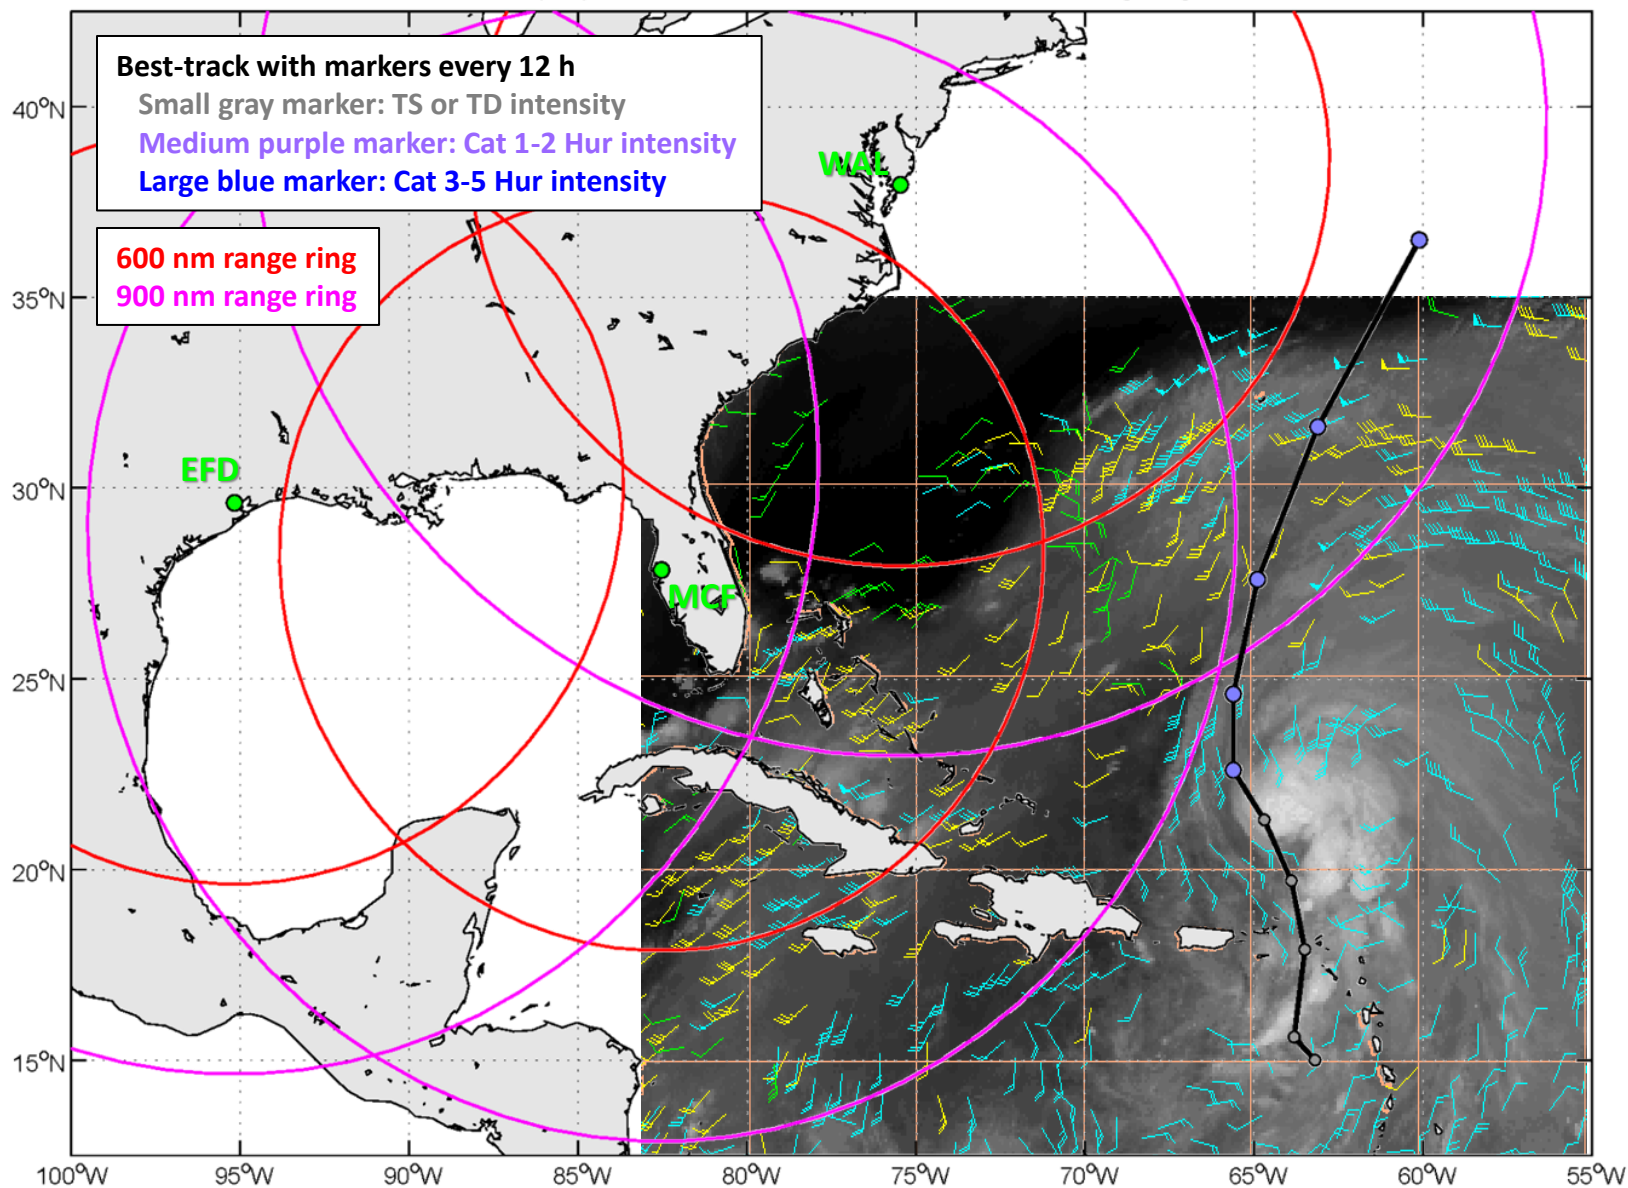 Best-track with markers every 12 h
Small gray marker: TS or TD intensity
Medium purple marker: Cat 1-2 Hur intensity
Large blue marker: Cat 3-5 Hur intensity
600 nm range ring
900 nm range ring
WAL
EFD
MCF
40°N
35°N
30°N
25°N
20°N
15°N
100°W
95°W
90°W
85°W
80°W
75°W
70°W
65°W
60°W
55°W